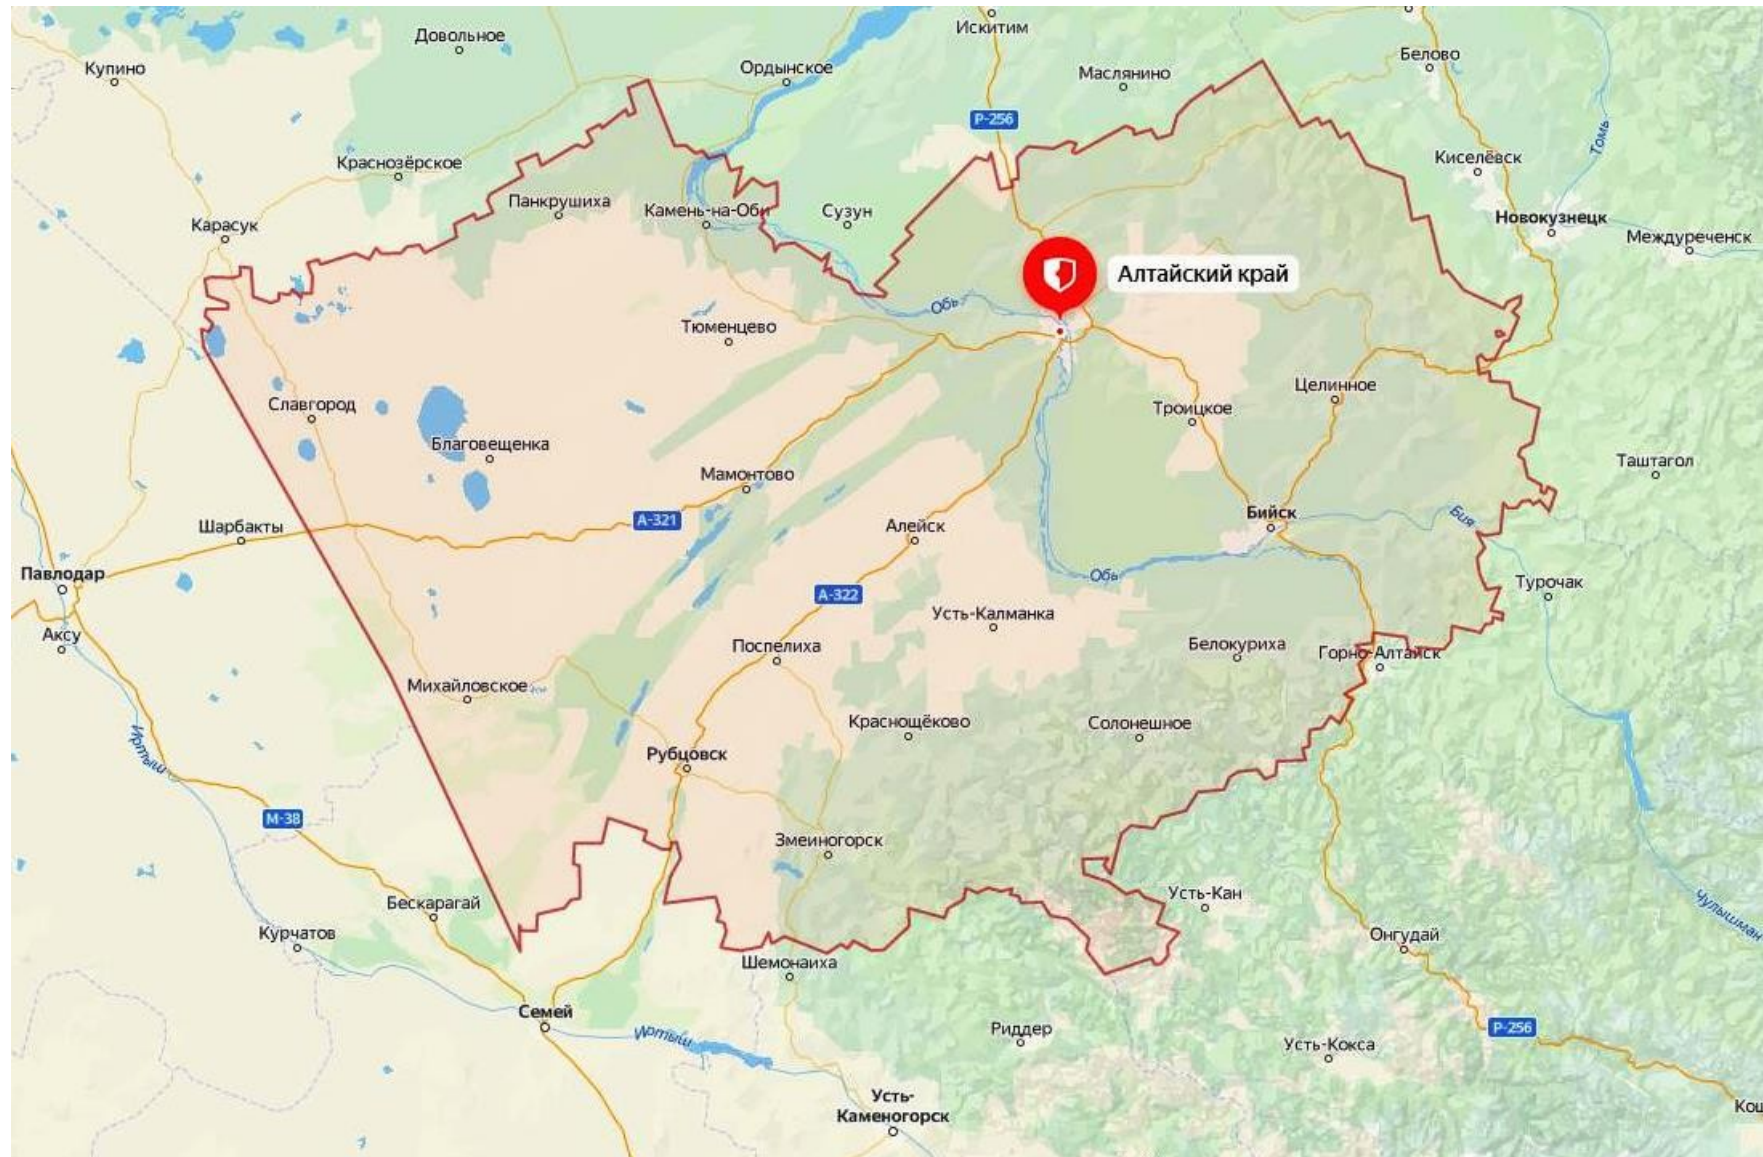 Довольное
Искитим
Купино
Ордынское
Маслянино
Белово
Р-256
Томь
Краснозёрское
Киселёвск
Панкрушиха
Камень-на-Оби
Сузун
Карасук
Новокузнецк
Междуреченск
Алтайский край
Обь
Тюменцево
Целинное
Славгород
Троицкое
Благовещенка
Таштагол
Мамонтово
Бийск
Бия
А-321
Шарбакты
Алейск
Павлодар
Обь
Турочак
А-322
Усть-Калманка
Аксу
Поспелиха
Белокуриха
Горно-Алтайск
Михайловское
Краснощёково
Солонешное
Иртыш
Рубцовск
М-38
Змеиногорск
Бескарагай
Усть-Кан
Чулышман
Курчатов
Онгудай
Шемонаиха
Семей
Риддер
Р-256
Иртыш
Усть-Кокса
Усть-
Каменогорск
Кош